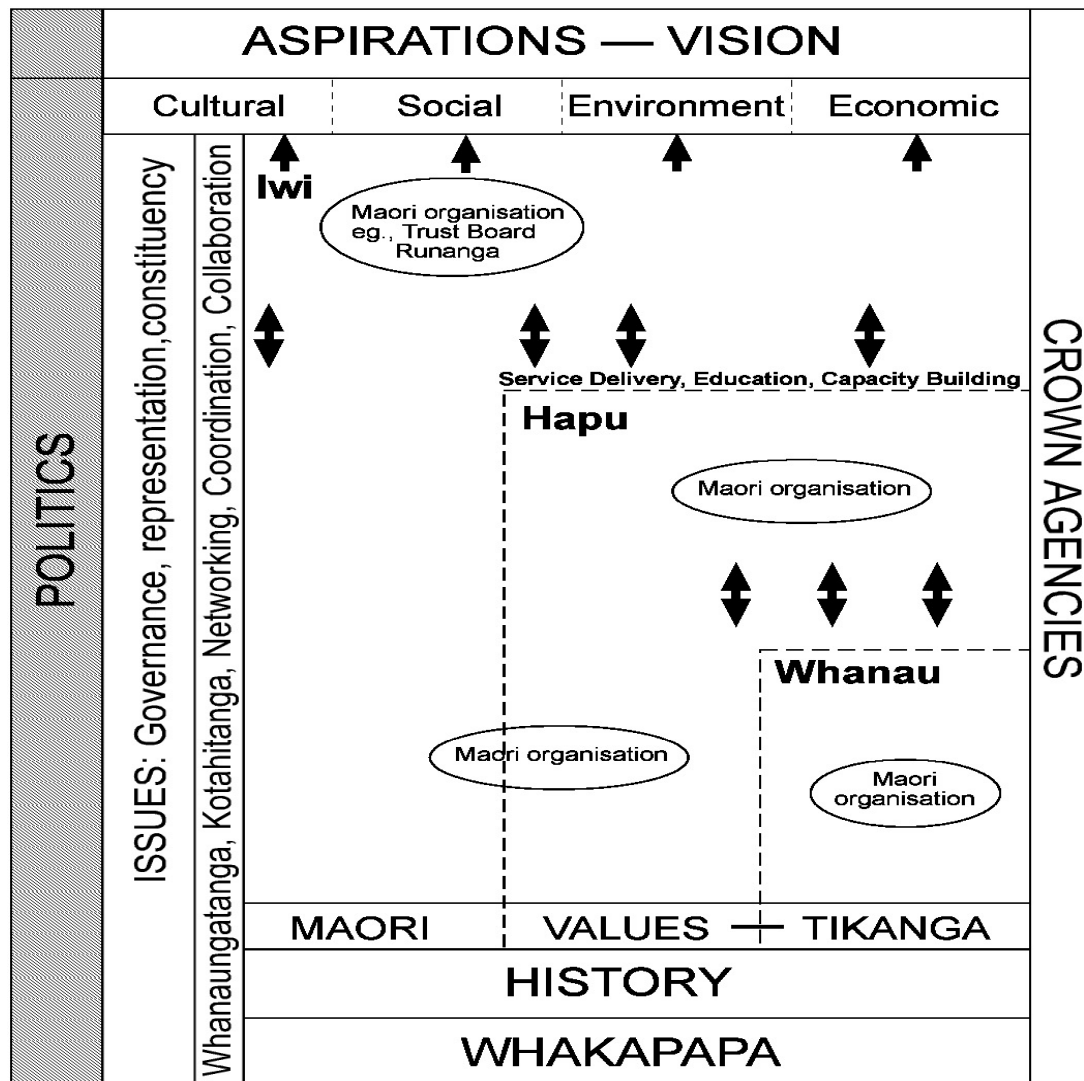 ASPIRATIONS — VISION
Cultural
Social
Environment
Economic
POLITICS
ISSUES: Governance, representation,constituency
Whanaungatanga, Kotahitanga, Networking, Coordination, Collaboration
Iwi
Maori organisation
eg., Trust Board
Runanga
Service Delivery, Education, Capacity Building
Hapu
Maori organisation
Whanau
Maori organisation
Maori
organisation
MAORI VALUES — TIKANGA
HISTORY
WHAKAPAPA
CROWN AGENCIES